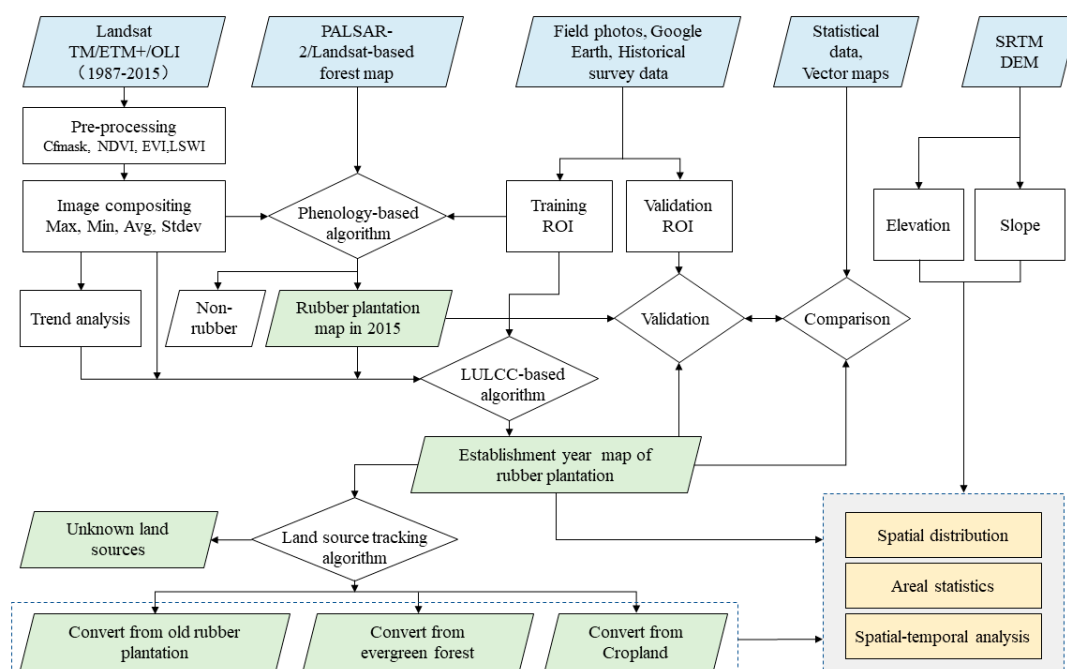 Landsat
TM/ETM+/OLI
(1987-2015)
PALSAR-
2/Landsat-based
forest map
Field photos, Google
Earth, Historical
survey data
Statistical
data,
Vector maps
SRTM
DEM
Pre-processing
Cfmask, NDVI, EVI,LSWI
Image compositing
Max, Min, Avg, Stdev
Phenology-based
algorithm
Training
ROI
Validation
ROI
Elevation
Slope
Trend analysis
Non-
rubber
Rubber plantation
map in 2015
Validation
Comparison
LULCC-based
algorithm
Establishment year map of
rubber plantation
Unknown land
sources
Land source tracking
algorithm
Spatial distribution
Areal statistics
Spatial-temporal analysis
Convert from old rubber
plantation
Convert from
evergreen forest
Convert from
Cropland